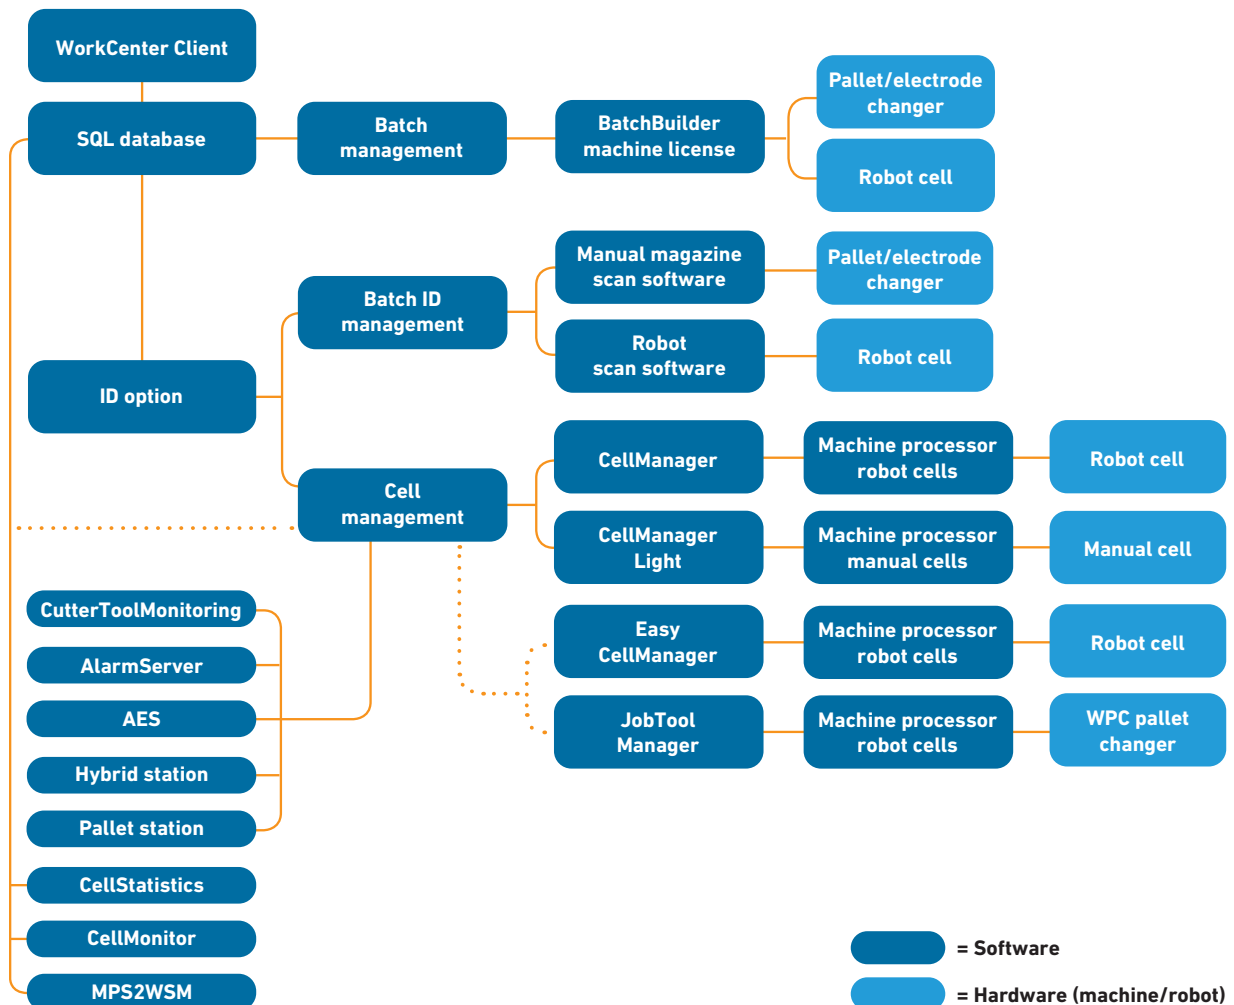 WorkCenter Client
SQL database
Batch
management
BatchBuilder
machine license
Pallet/electrode
changer
Robot cell
ID option
Batch ID
management
Manual magazine
scan software
Pallet/electrode
changer
Robot
scan software
Robot cell
Cell
management
CellManager
Machine processor
robot cells
Robot cell
CellManager
Light
Machine processor
manual cells
Manual cell
Easy
CellManager
Machine processor
robot cells
Robot cell
JobTool
Manager
Machine processor
robot cells
WPC pallet
changer
CutterToolMonitoring
AlarmServer
AES
Hybrid station
Pallet station
CellStatistics
CellMonitor
MPS2WSM
= Software
= Hardware (machine/robot)